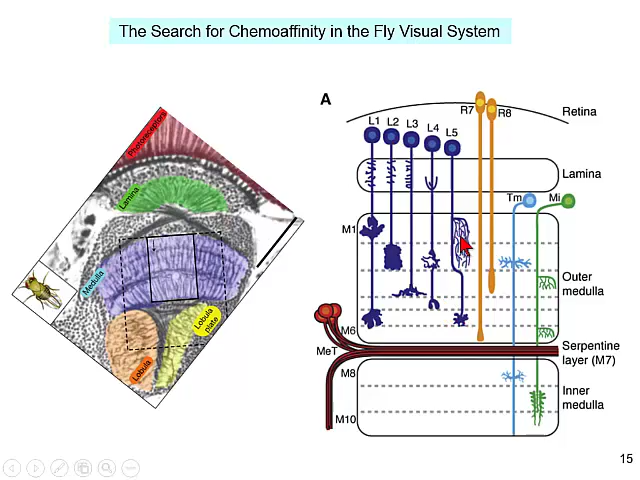 The Search for Chemoaffinity in the Fly Visual System
Photoreceptors
Lamina
Medulla
Lobula
plate
Lobula
A
R7
R8
Retina
L1
L2
L3
L4
L5
Lamina
Tm
Mi
M1
Outer
medulla
M6
Serpentine
layer (M7)
MeT
M8
Inner
medulla
M10
15